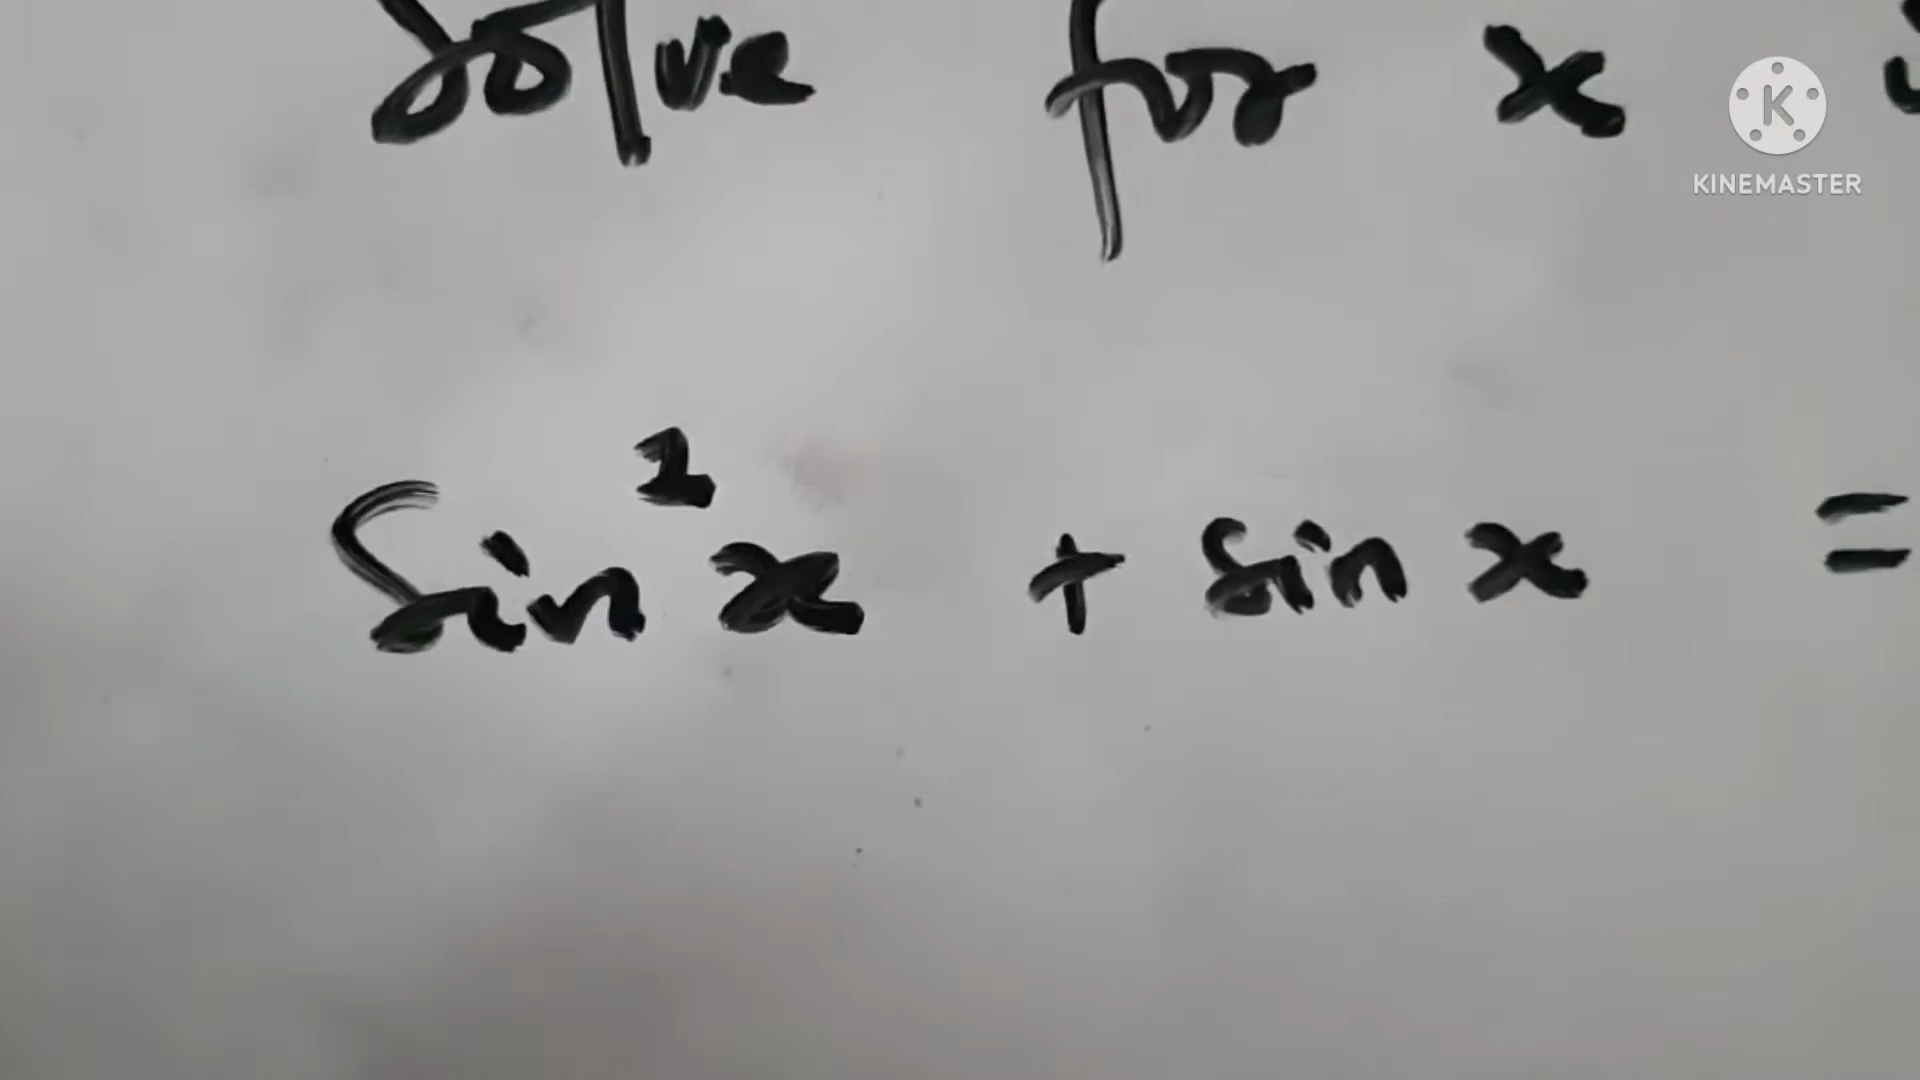 Solve for x
K
KINEMASTER
Sin²x + Sin x =